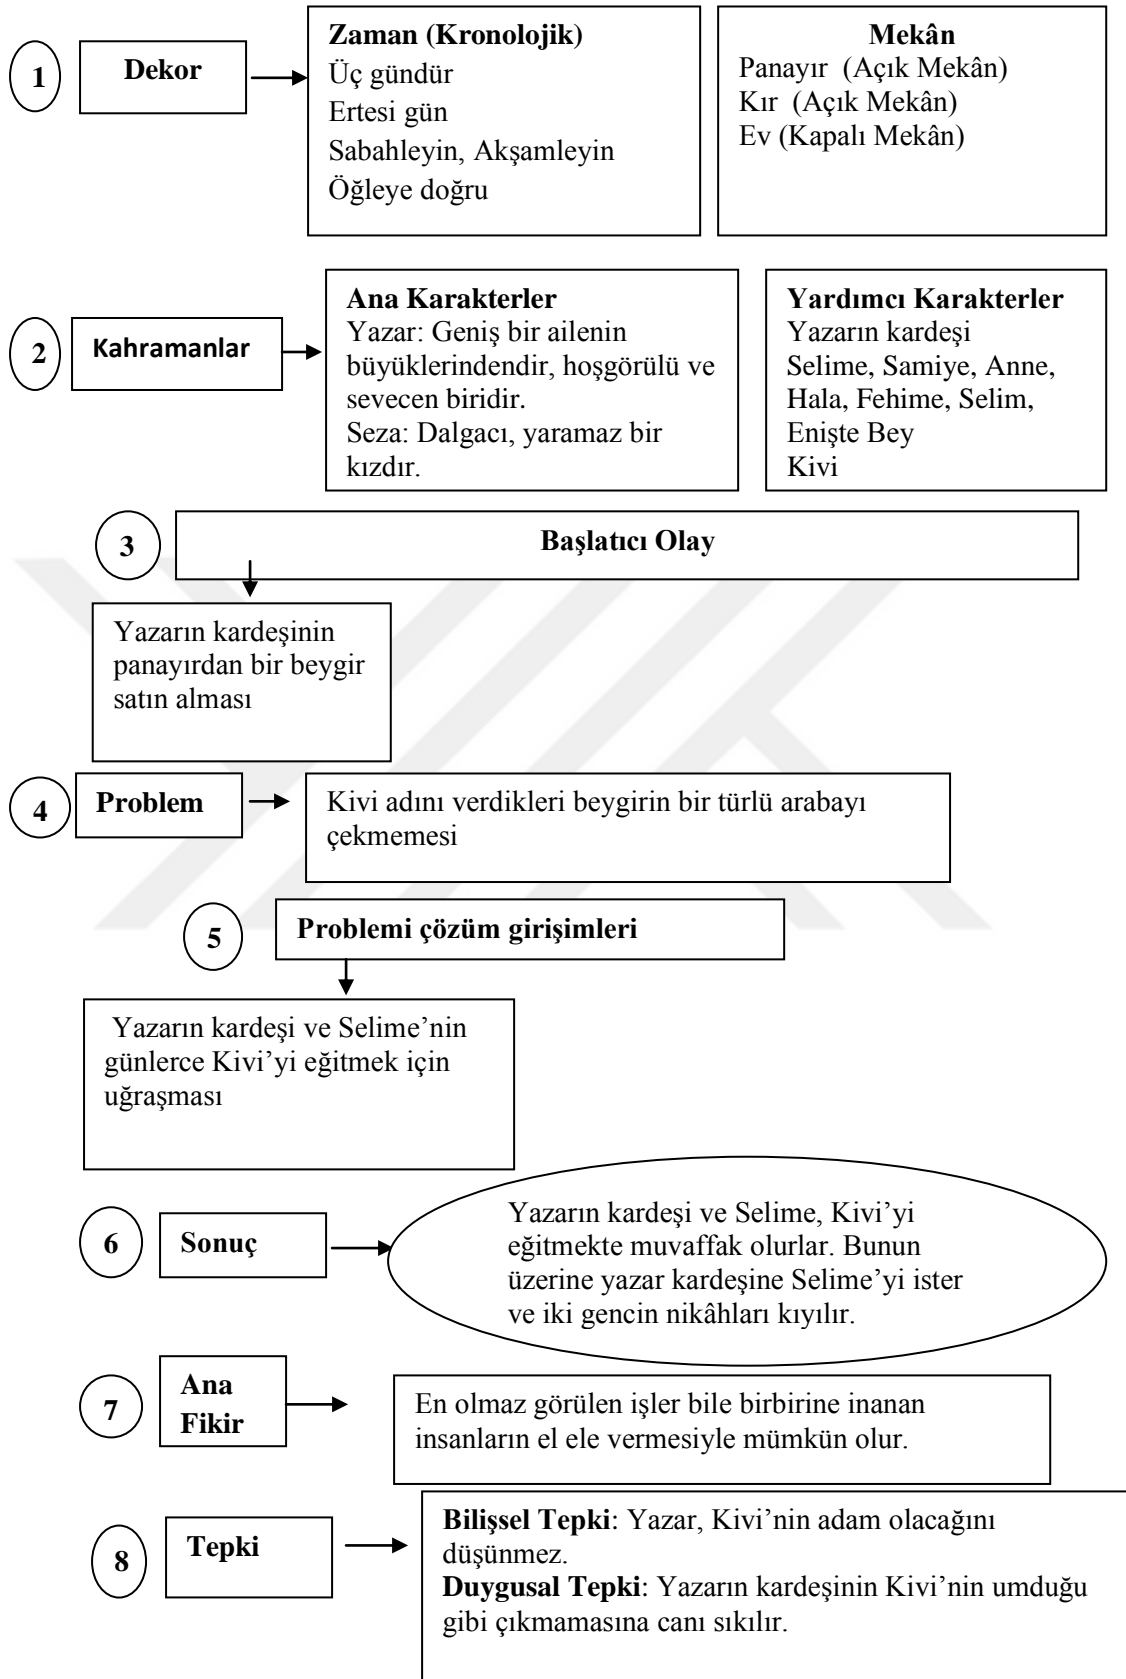 1
Dekor
Zaman (Kronolojik)
Üç gündür
Ertesi gün
Sabahleyin, Akşamleyin
Öğleye doğru
Mekân
Panayır (Açık Mekân)
Kır (Açık Mekân)
Ev (Kapalı Mekân)
2
Kahramanlar
Ana Karakterler
Yazar: Geniş bir ailenin
büyüklerindendir, hoşgörülü ve
sevecen biridir.
Seza: Dalgacı, yaramaz bir
kızdır.
Yardımcı Karakterler
Yazarın kardeşi
Selime, Samiye, Anne,
Hala, Fehime, Selim,
Enişte Bey
Kivi
3
Başlatıcı Olay
Yazarın kardeşinin
panayırdan bir beygir
satın alması
4
Problem
Kivi adını verdikleri beygirin bir türlü arabayı
çekmemesi
5
Problemi çözüm girişimleri
Yazarın kardeşi ve Selime’nin
günlerce Kivi’yi eğitmek için
uğraşması
6
Sonuç
Yazarın kardeşi ve Selime, Kivi’yi
eğitmekte muvaffak olurlar. Bunun
üzerine yazar kardeşine Selime’yi ister
ve iki gencin nikâhları kıyılır.
7
Ana
Fikir
En olmaz görülen işler bile birbirine inanan
insanların el ele vermesiyle mümkün olur.
8
Tepki
Bilişsel Tepki: Yazar, Kivi’nin adam olacağını
düşünmez.
Duygusal Tepki: Yazarın kardeşinin Kivi’nin umduğu
gibi çıkmamasına canı sıkılır.